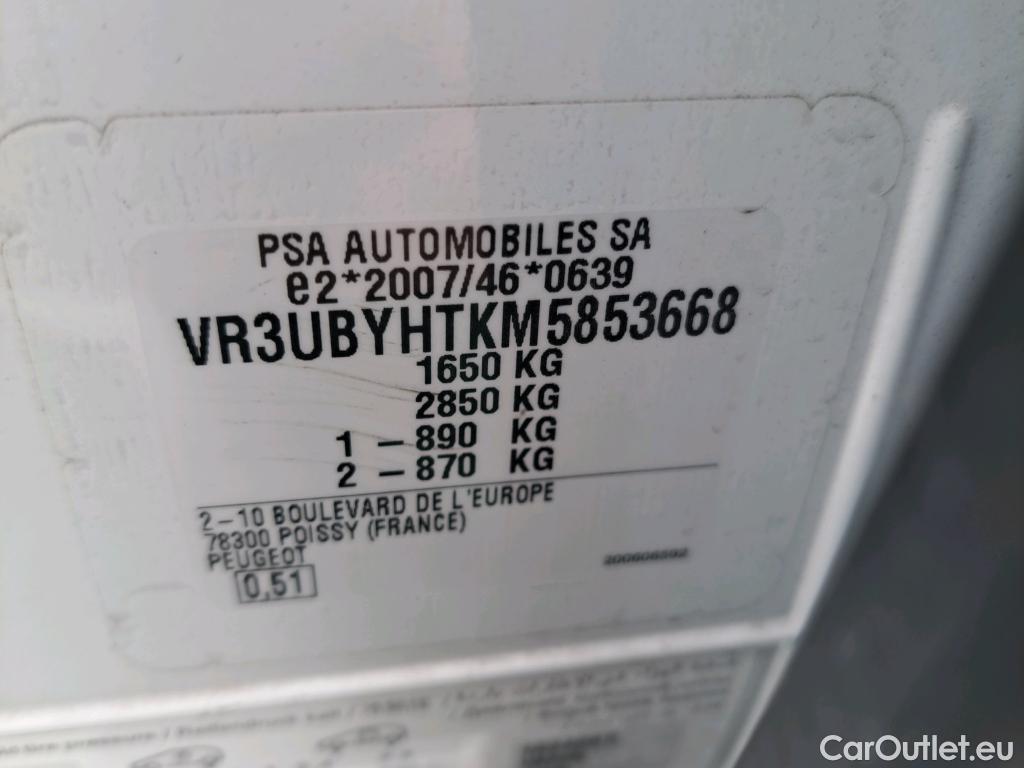 PSA AUTOMOBILES SA
e2*2007/46*0639
VR3UBYHTKM5853668
1650 KG
2850 KG
1 – 890 KG
2 – 870 KG
2–10 BOULEVARD DE L'EUROPE
78300 POISSY (FRANCE)
PEUGEOT
0,51
CarOutlet.eu